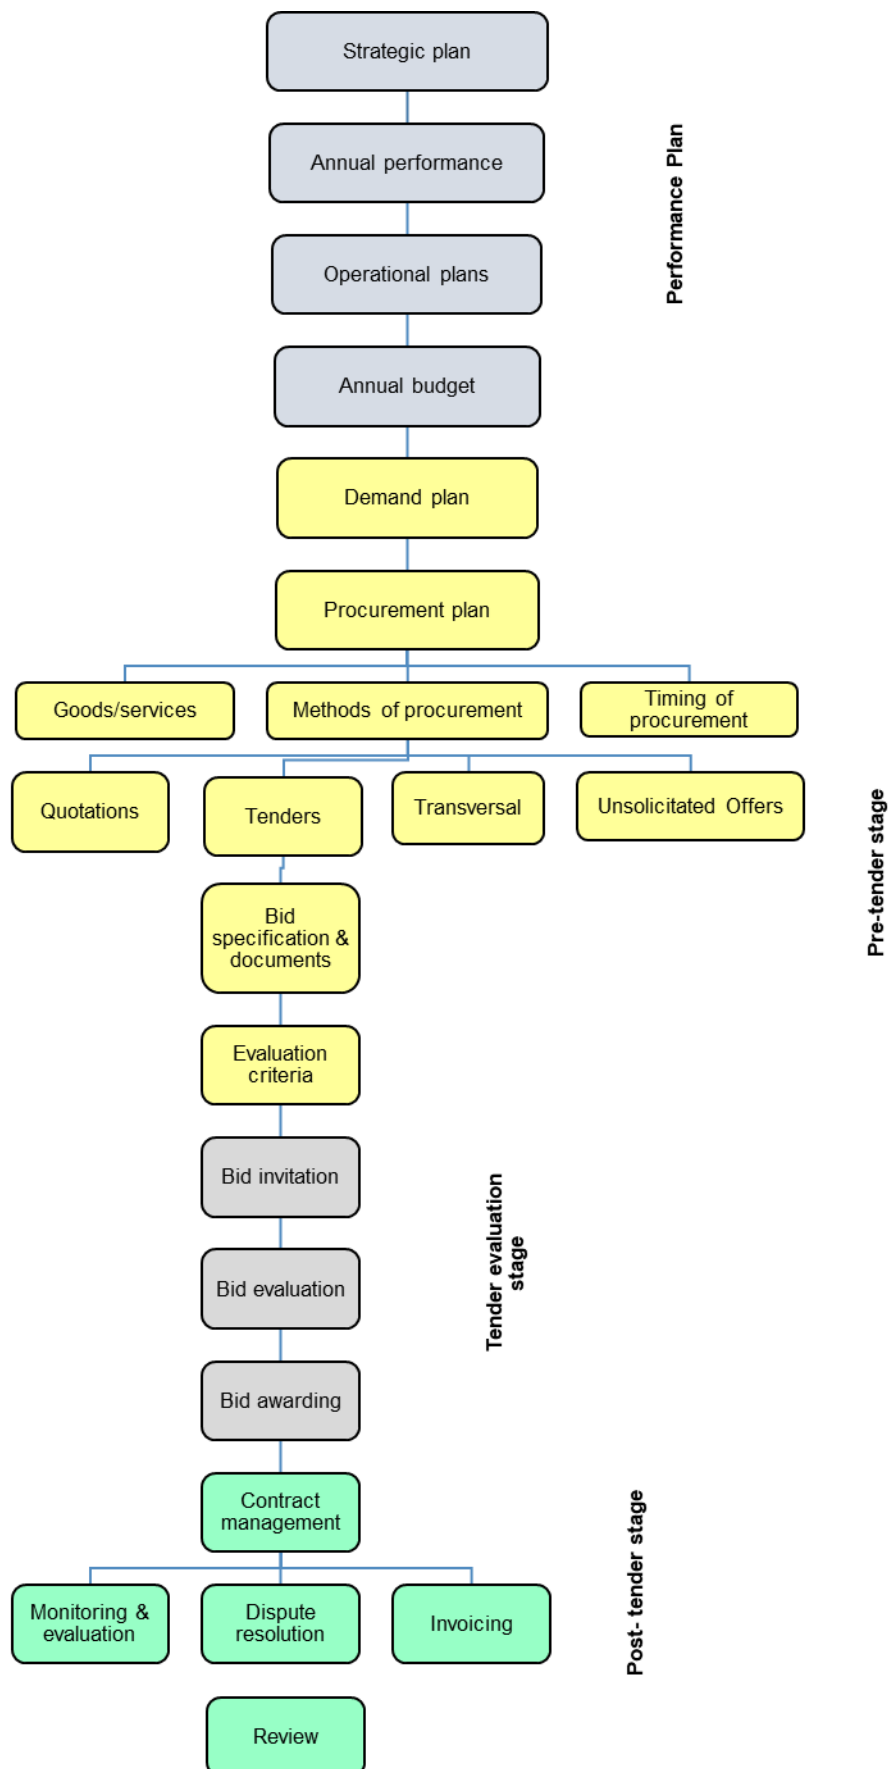 Strategic plan
Annual performance
Performance Plan
Operational plans
Annual budget
Demand plan
Procurement plan
Goods/services
Methods of procurement
Timing of
procurement
Quotations
Tenders
Transversal
Unsolicitated Offers
Pre-tender stage
Bid
specification &
documents
Evaluation
criteria
Bid invitation
Tender evaluation
stage
Bid evaluation
Bid awarding
Contract
management
Post- tender stage
Monitoring &
evaluation
Dispute
resolution
Invoicing
Review